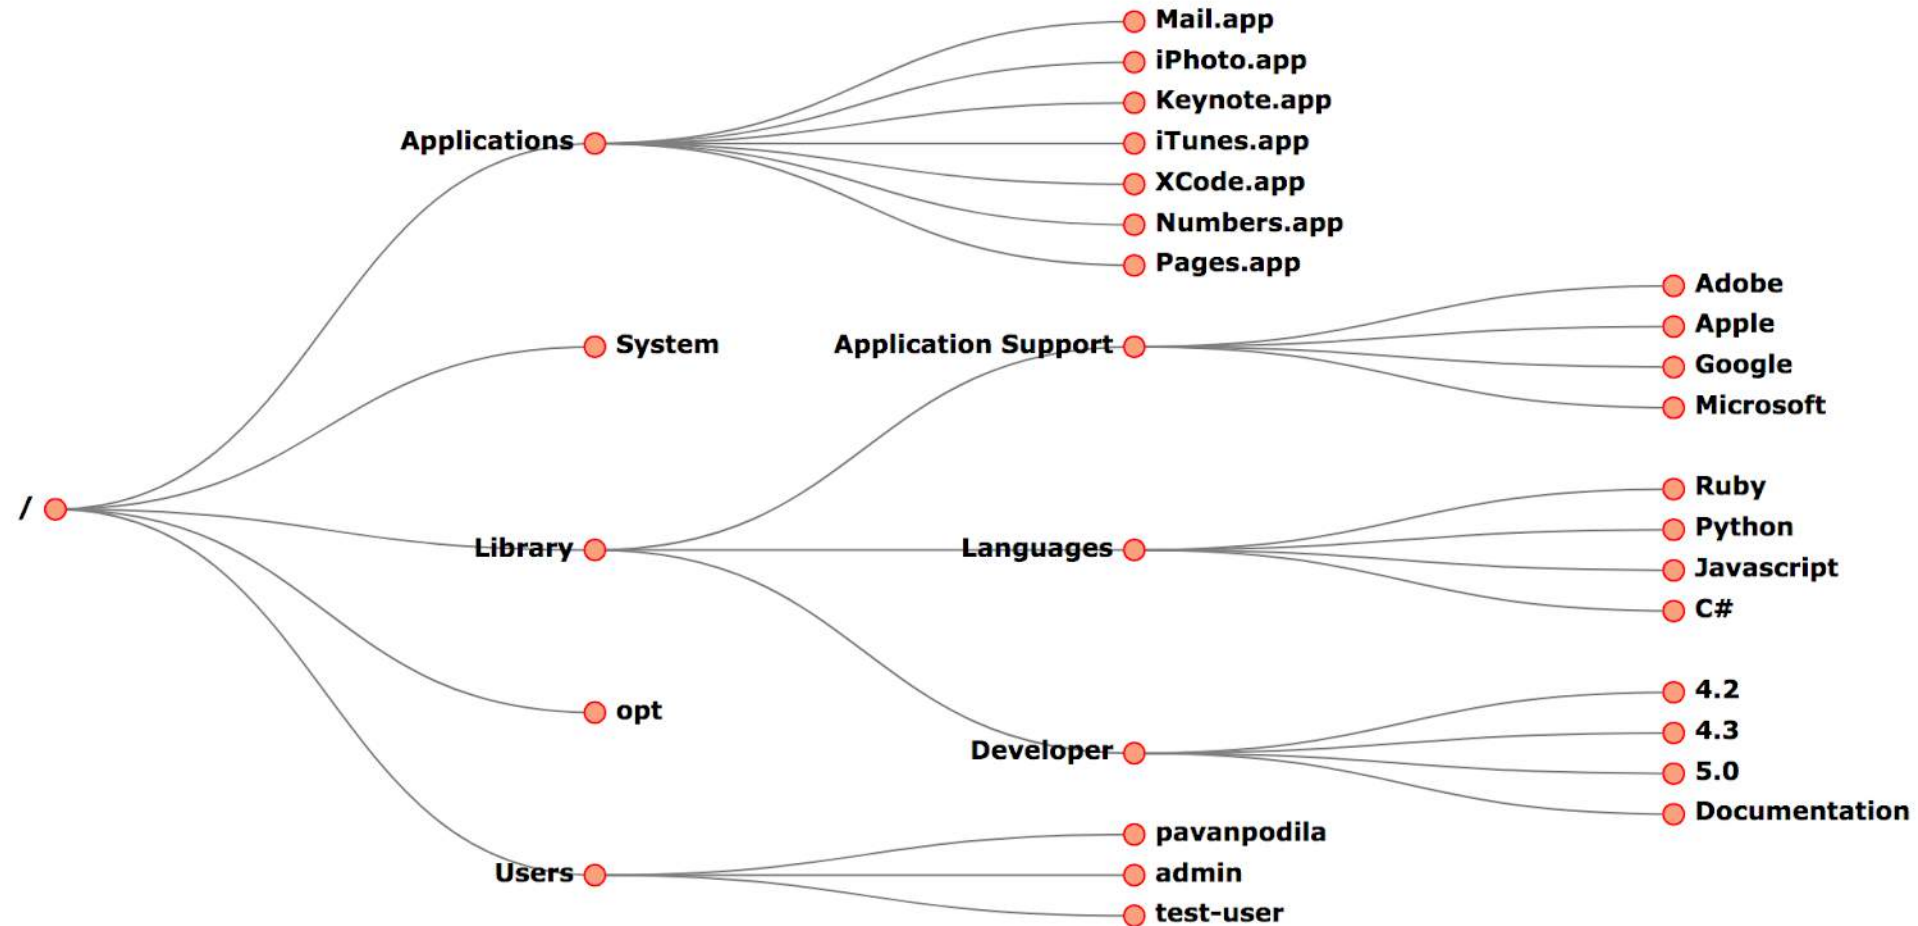 /
Applications
Mail.app
iPhoto.app
Keynote.app
iTunes.app
XCode.app
Numbers.app
Pages.app
System
Library
Application Support
Adobe
Apple
Google
Microsoft
Languages
Ruby
Python
Javascript
C#
Developer
4.2
4.3
5.0
Documentation
opt
Users
pavanpodila
admin
test-user